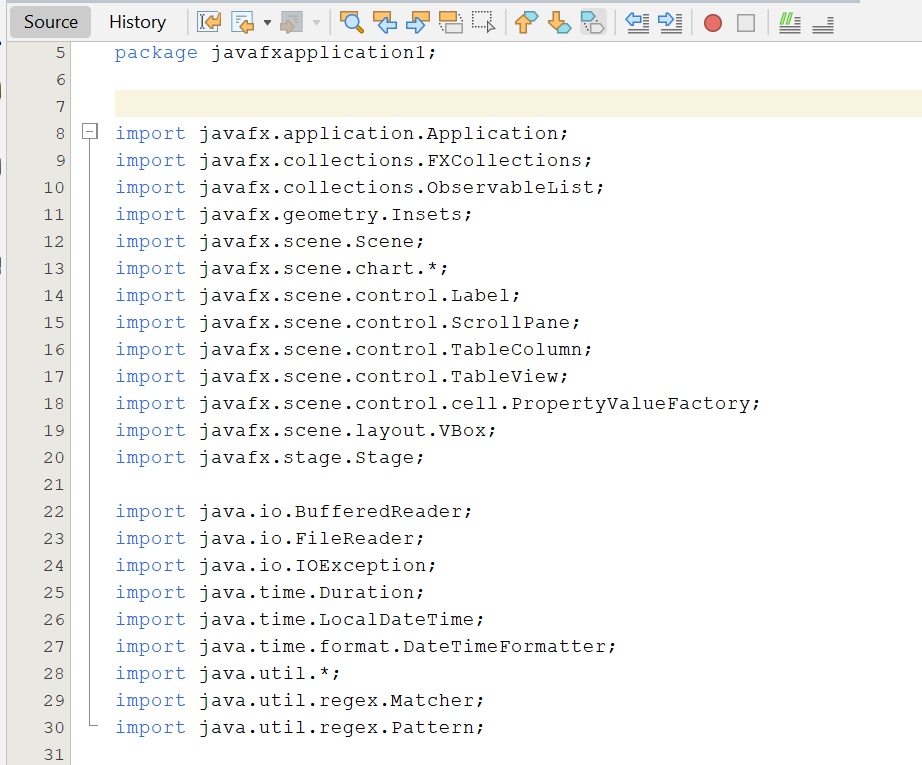 Source History
5 package javafxapplication1;
6
7
8 import javafx.application.Application;
9 import javafx.collections.FXCollections;
10 import javafx.collections.ObservableList;
11 import javafx.geometry.Insets;
12 import javafx.scene.Scene;
13 import javafx.scene.chart.*;
14 import javafx.scene.control.Label;
15 import javafx.scene.control.ScrollPane;
16 import javafx.scene.control.TableColumn;
17 import javafx.scene.control.TableView;
18 import javafx.scene.control.cell.PropertyValueFactory;
19 import javafx.scene.layout.VBox;
20 import javafx.stage.Stage;
21
22 import java.io.BufferedReader;
23 import java.io.FileReader;
24 import java.io.IOException;
25 import java.time.Duration;
26 import java.time.LocalDateTime;
27 import java.time.format.DateTimeFormatter;
28 import java.util.*;
29 import java.util.regex.Matcher;
30 import java.util.regex.Pattern;
31